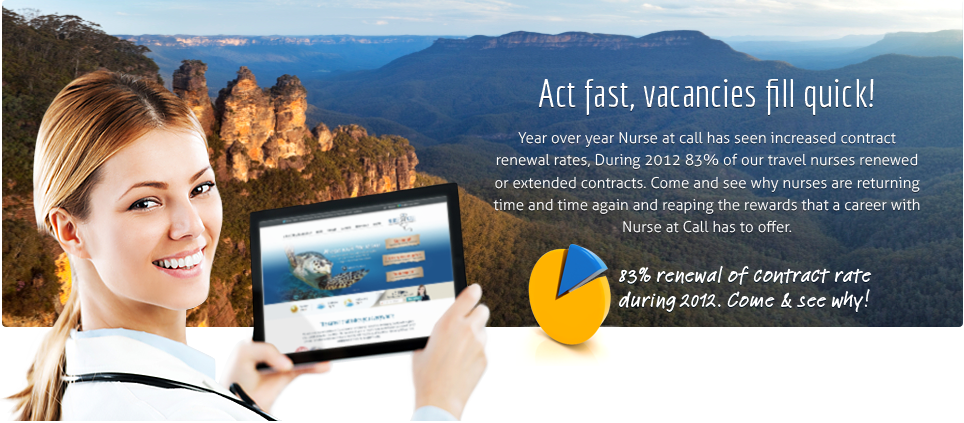 Act fast, vacancies fill quick!
Year over year Nurse at call has seen increased contract
renewal rates, During 2012 83% of our travel nurses renewed
or extended contracts. Come and see why nurses are returning
time and time again and reaping the rewards that a career with
Nurse at Call has to offer.
83% renewal of contract rate
during 2012. Come & see why!